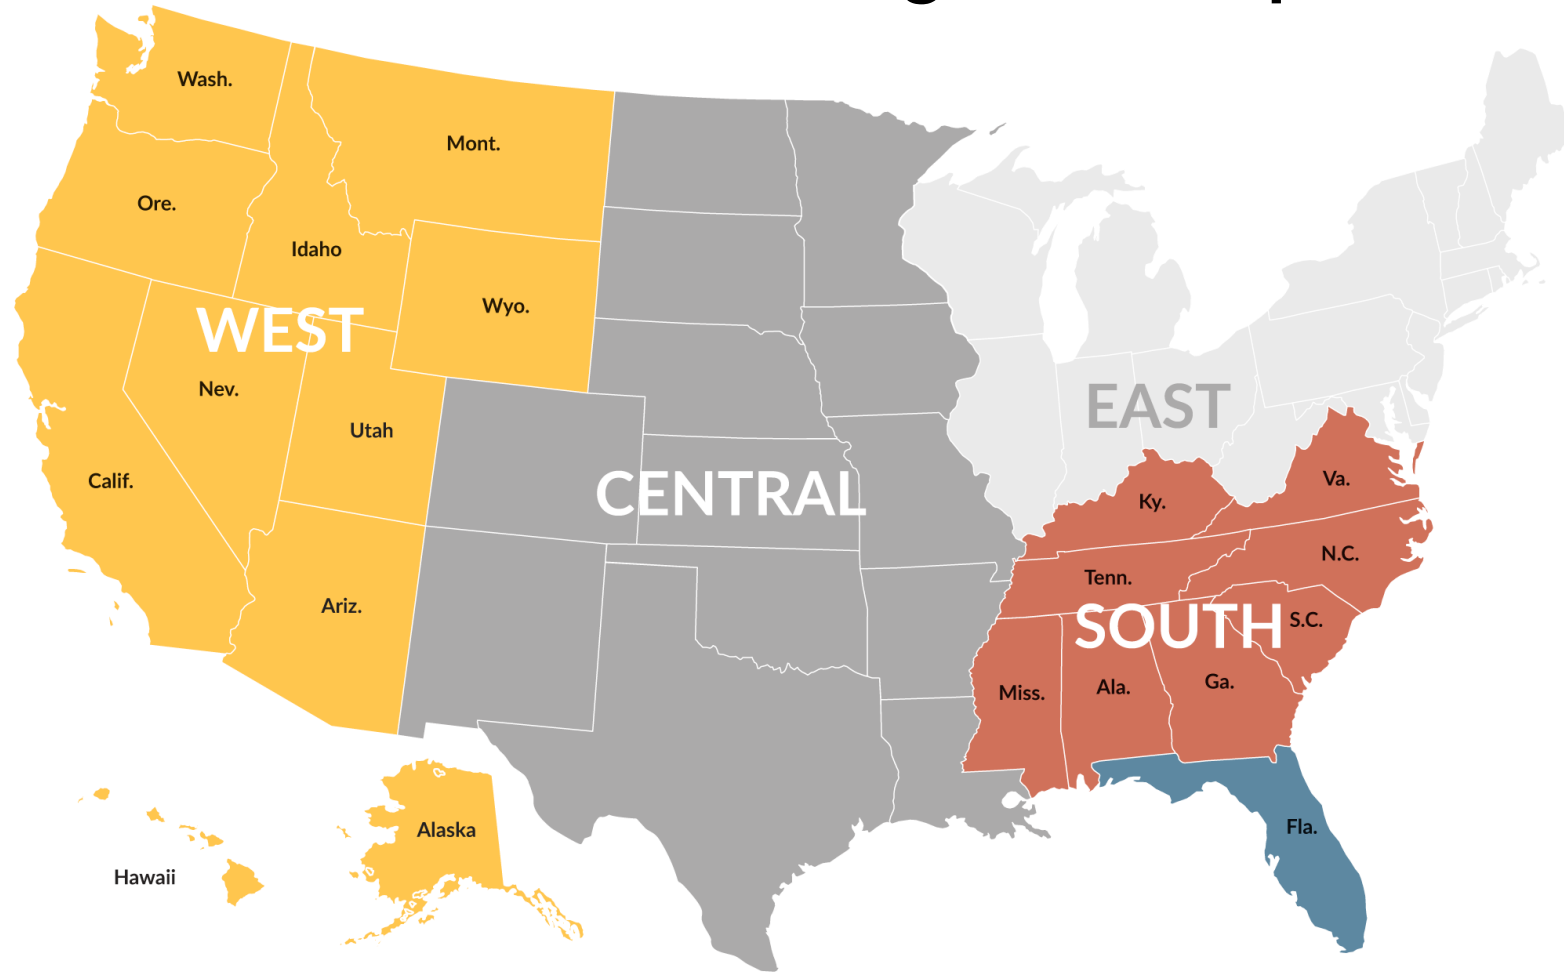 Wash.
Mont.
Ore.
Idaho
Wyo.
WEST
Nev.
Utah
Calif.
Ariz.
CENTRAL
EAST
Va.
Ky.
N.C.
Tenn.
S.C.
SOUTH
Miss.
Ala.
Ga.
Fla.
Alaska
Hawaii